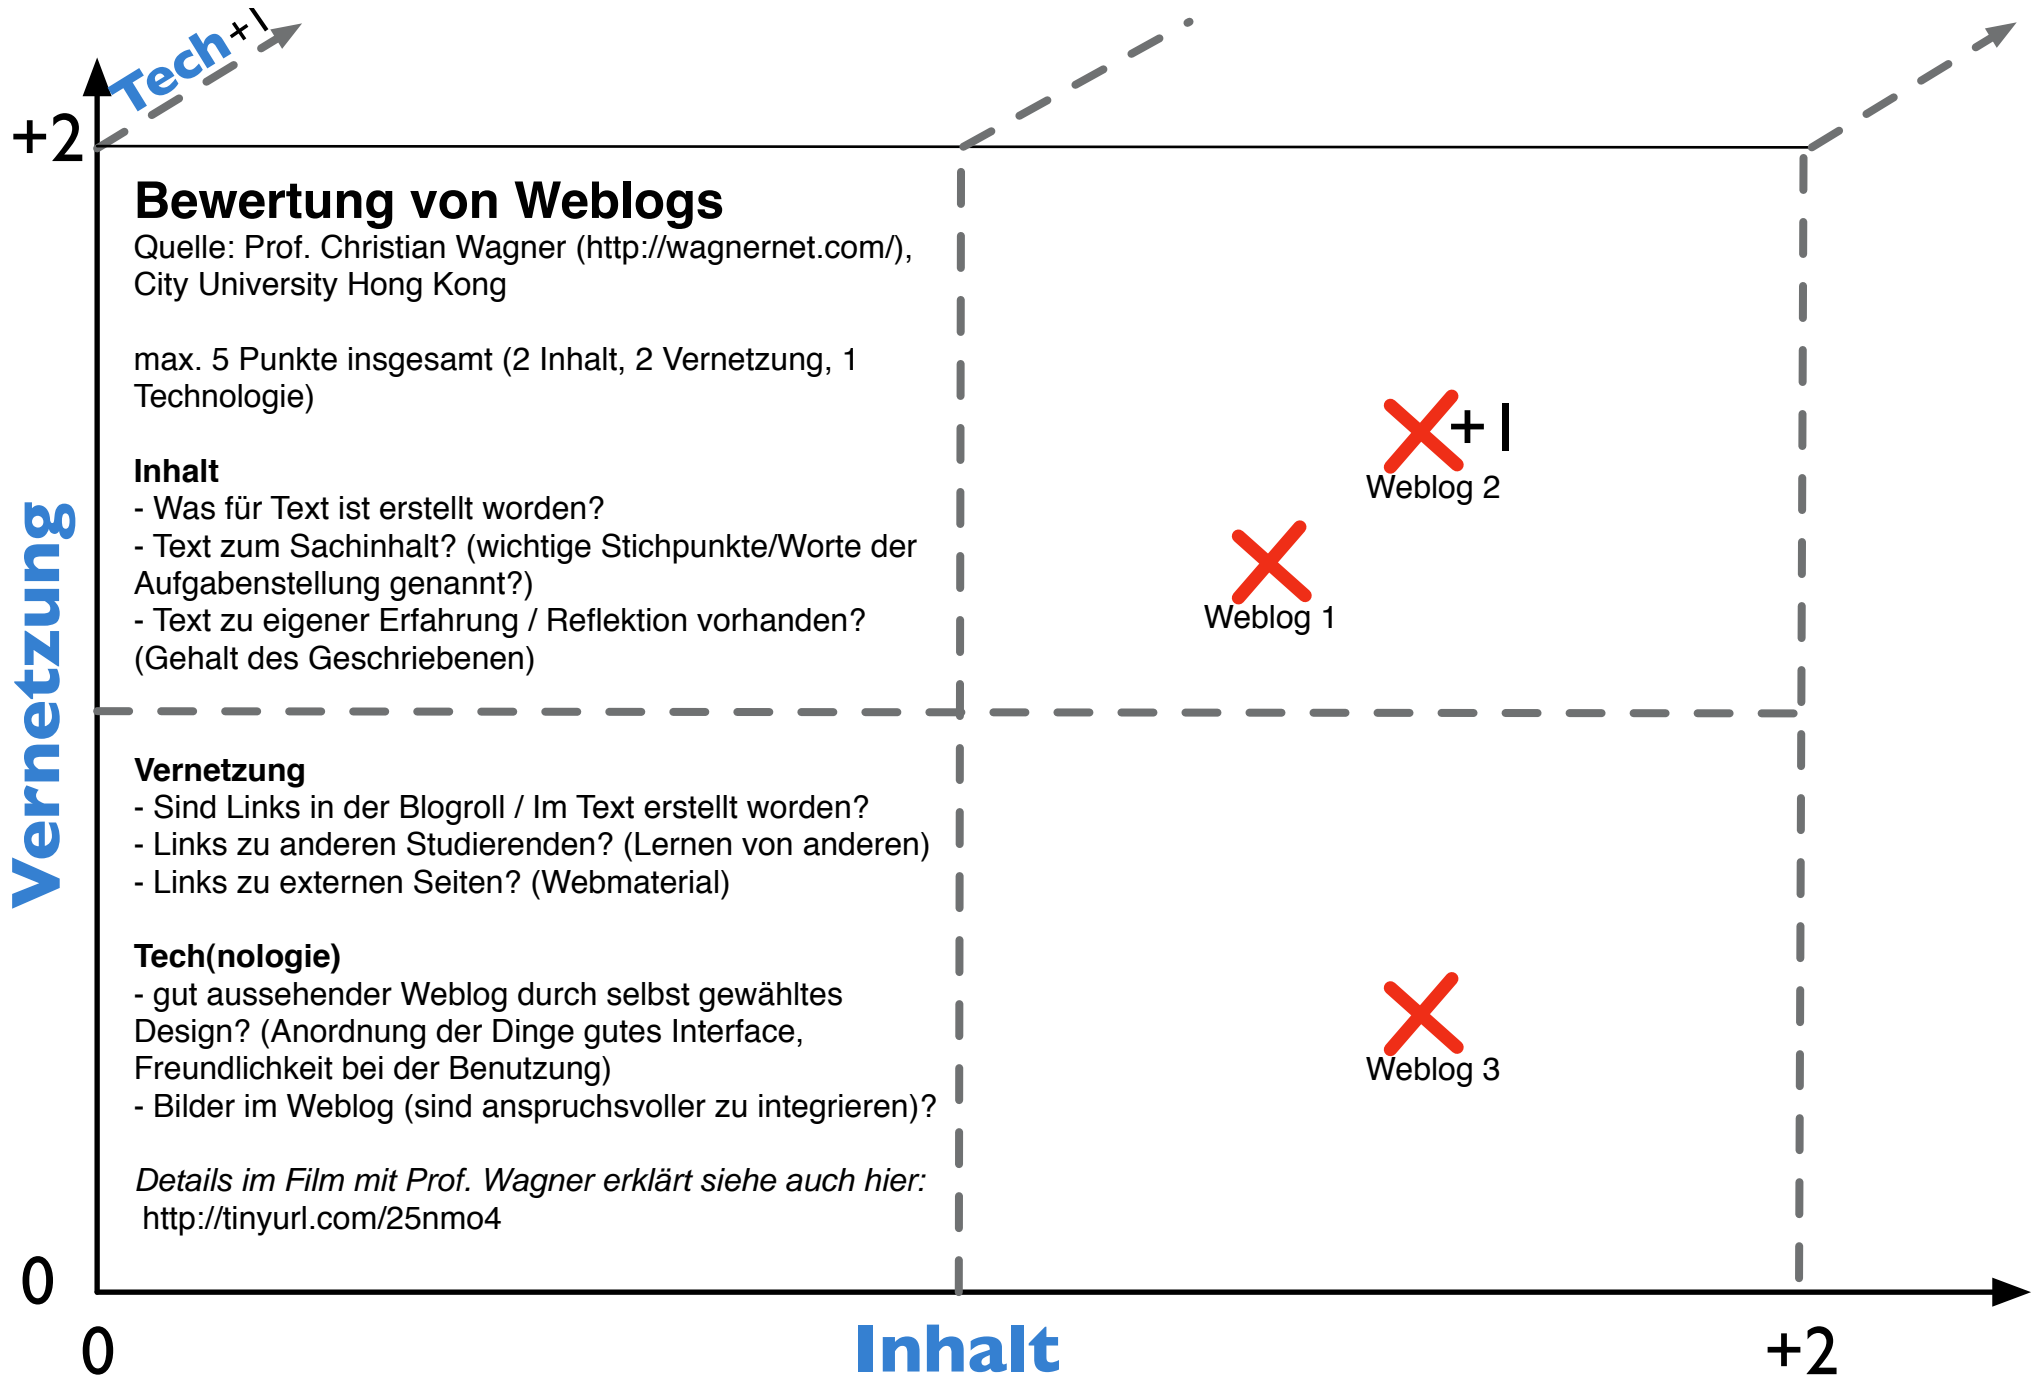 Tech+1
+2
Bewertung von Weblogs
Quelle: Prof. Christian Wagner (http://wagnernet.com/),
City University Hong Kong
max. 5 Punkte insgesamt (2 Inhalt, 2 Vernetzung, 1
Technologie)
Inhalt
- Was für Text ist erstellt worden?
- Text zum Sachinhalt? (wichtige Stichpunkte/Worte der
Aufgabenstellung genannt?)
- Text zu eigener Erfahrung / Reflektion vorhanden?
(Gehalt des Geschriebenen)
Vernetzung
- Sind Links in der Blogroll / Im Text erstellt worden?
- Links zu anderen Studierenden? (Lernen von anderen)
- Links zu externen Seiten? (Webmaterial)
Tech(nologie)
- gut aussehender Weblog durch selbst gewähltes
Design? (Anordnung der Dinge gutes Interface,
Freundlichkeit bei der Benutzung)
- Bilder im Weblog (sind anspruchsvoller zu integrieren)?
Details im Film mit Prof. Wagner erklärt siehe auch hier:
http://tinyurl.com/25nmo4
+1
Weblog 2
Weblog 1
Weblog 3
Vernetzung
0
0
Inhalt
+2